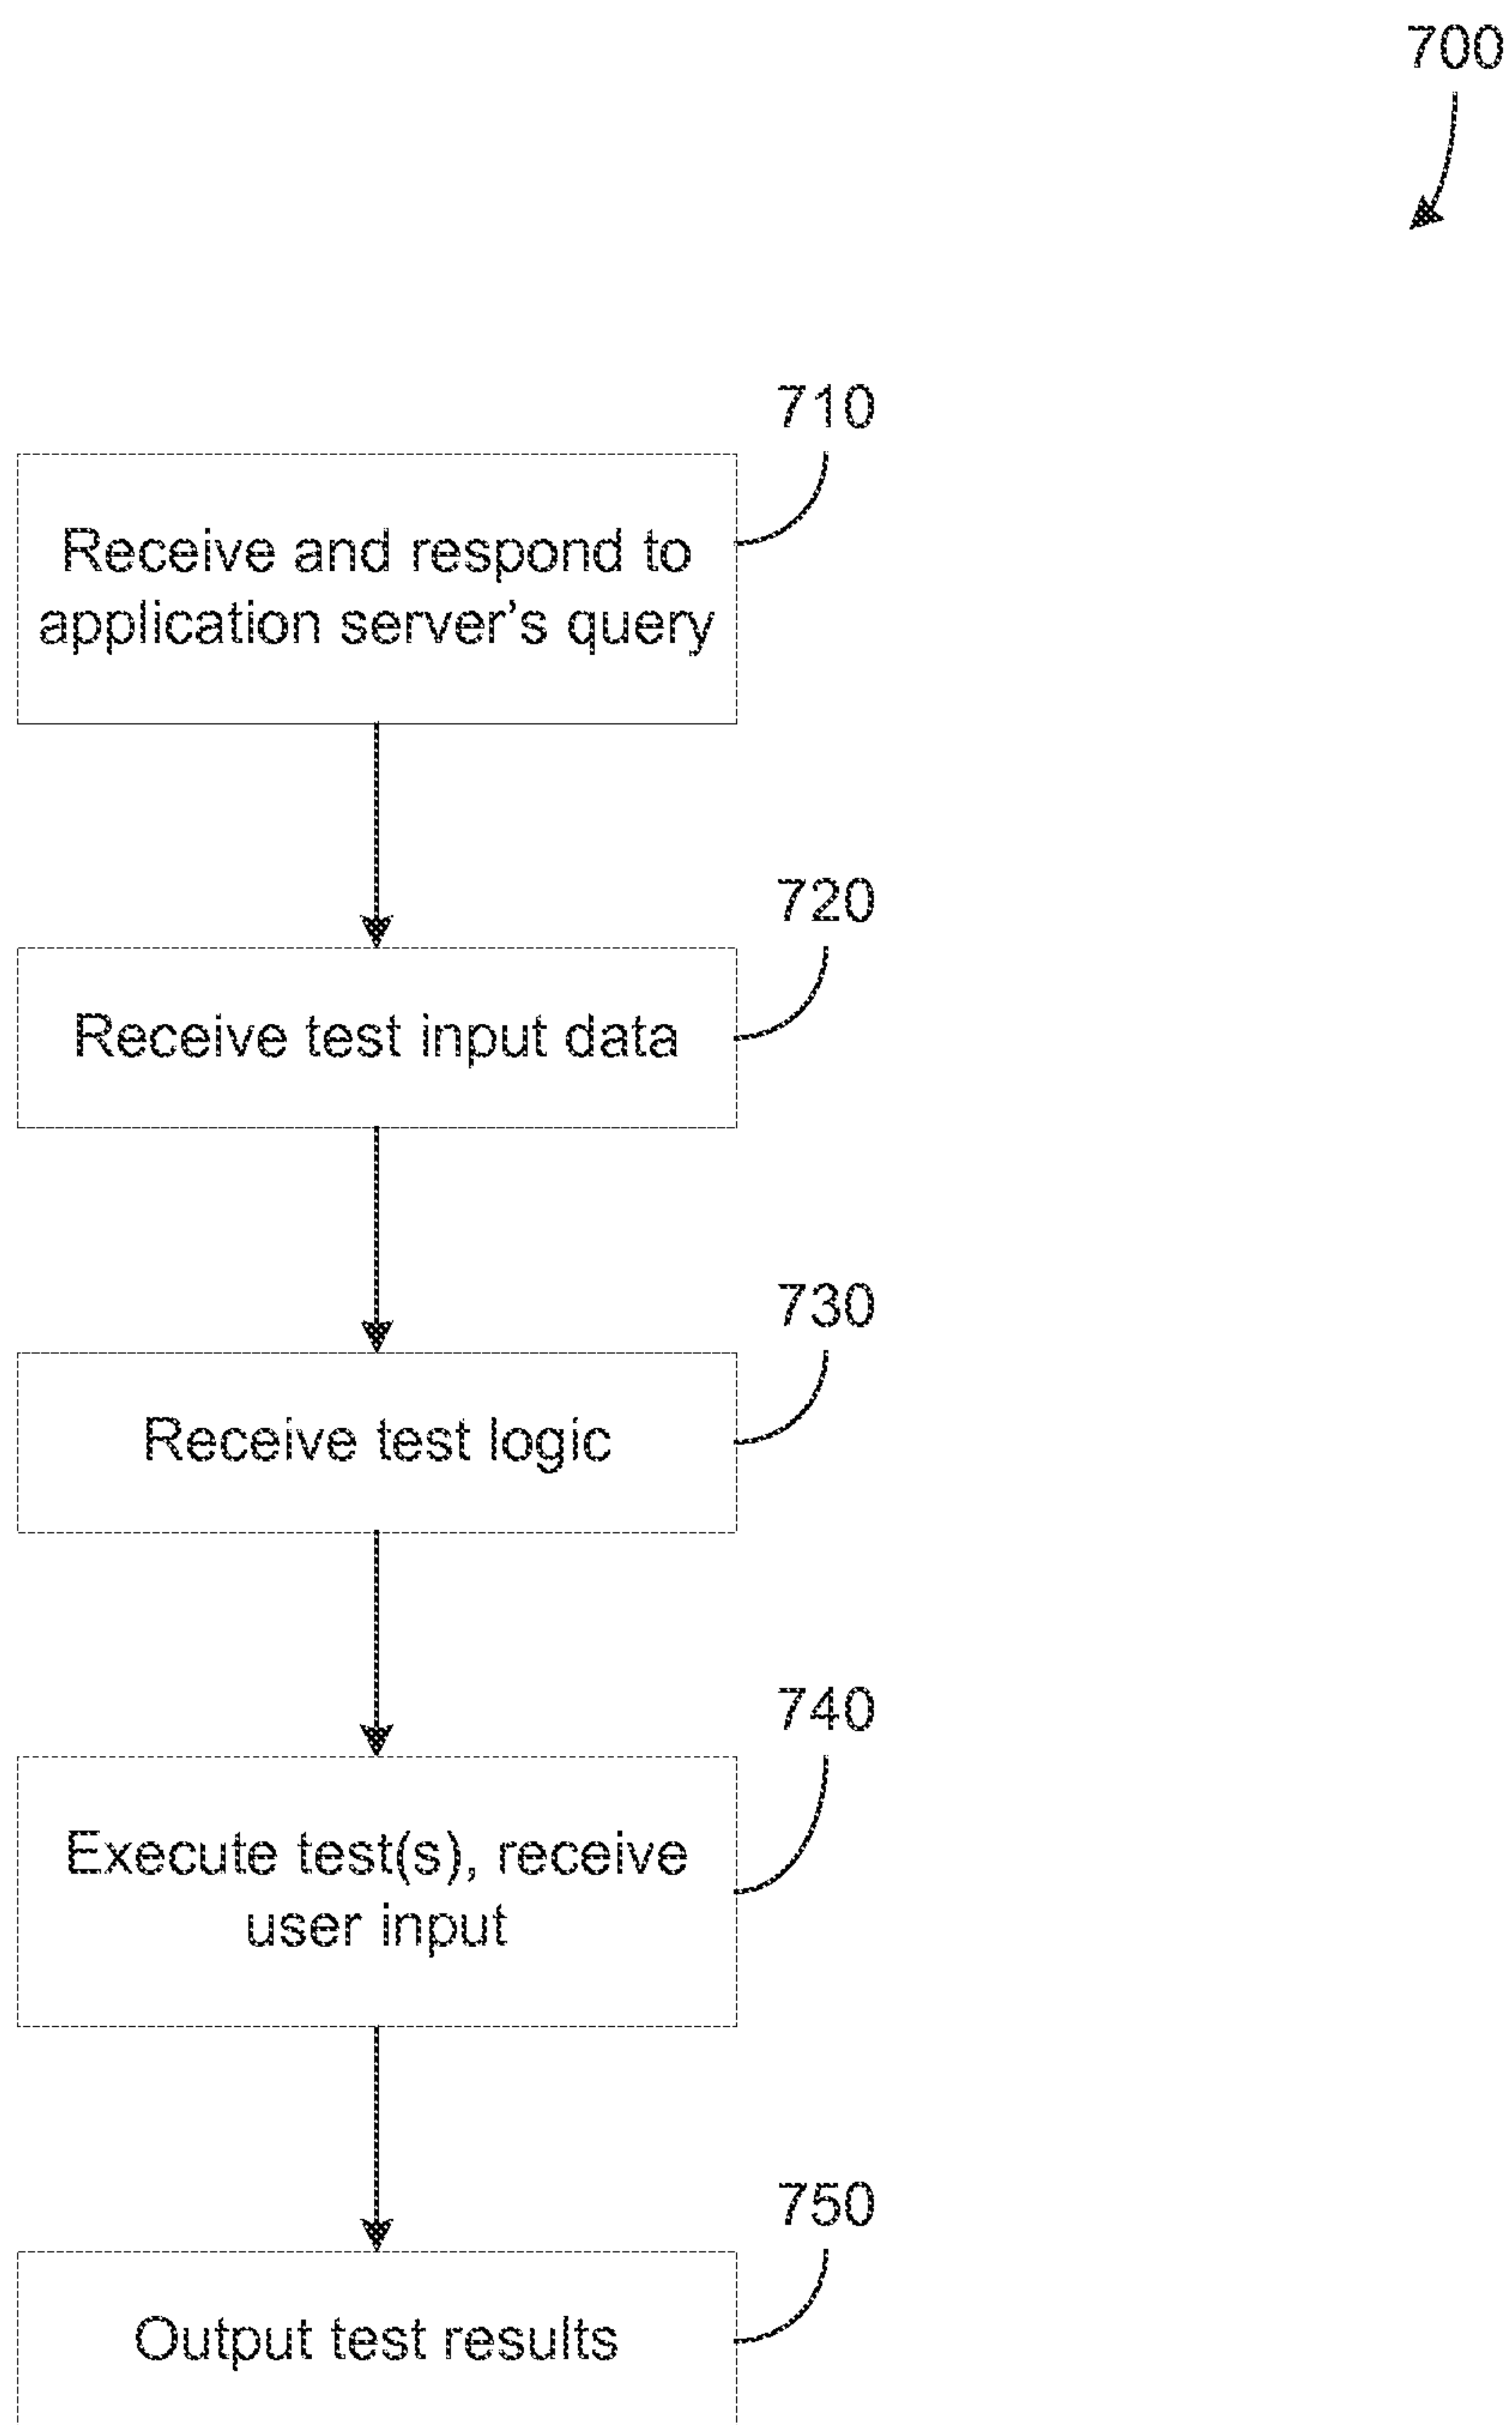 700
710
Receive and respond to
application server’s query
720
Receive test input data
730
Receive test logic
740
Execute test(s), receive
user input
750
Output test results